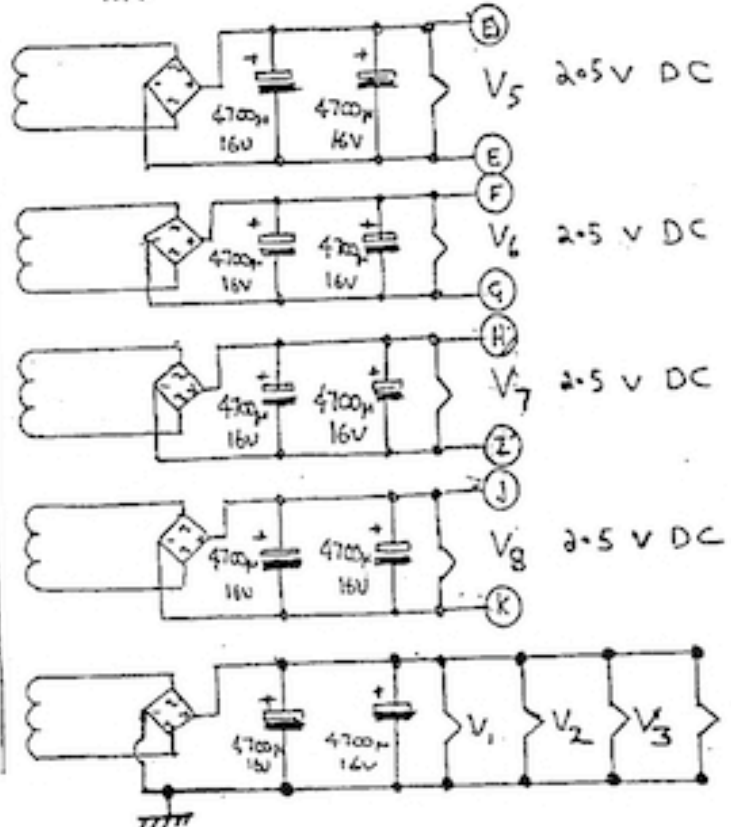 D
+ +
V5 2.5 V DC
4700µ 4700µ
16V 16V
E
F
+ +
V6 2.5 V DC
4700µ 4700µ
16V 16V
G
H
+ +
V7 2.5 V DC
4700µ 4700µ
16V 16V
I
J
+ +
V8 2.5 V DC
4700µ 4700µ
16V 16V
K
+ +
V1 V2 V3
4700µ 4700µ
16V 16V